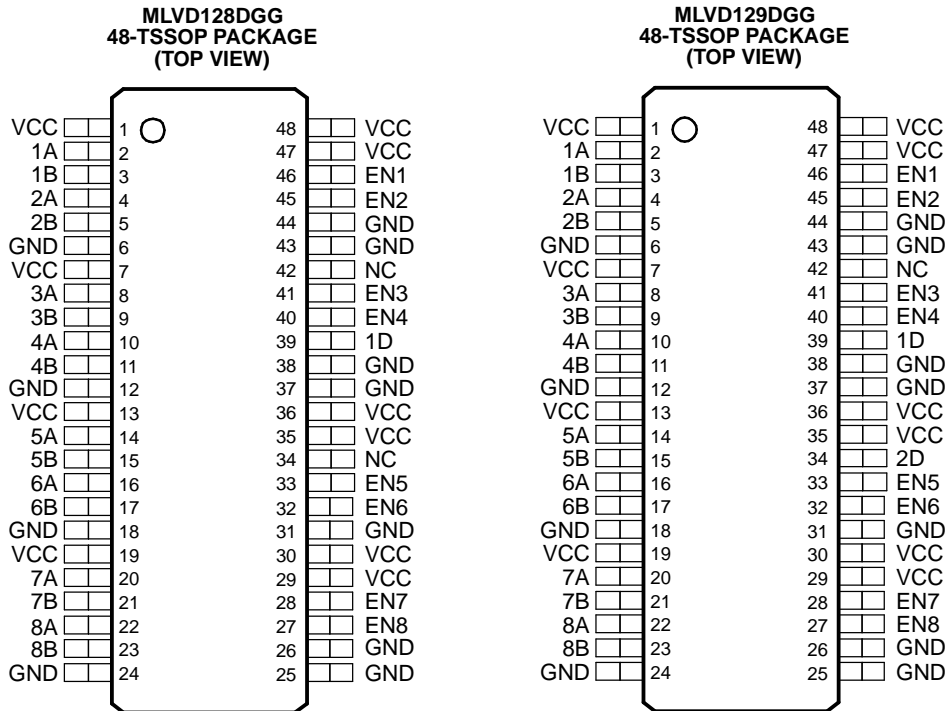 MLVD128DGG
48-TSSOP PACKAGE
(TOP VIEW)
VCC 1 48 VCC
1A 2 47 VCC
1B 3 46 EN1
2A 4 45 EN2
2B 5 44 GND
GND 6 43 GND
VCC 7 42 NC
3A 8 41 EN3
3B 9 40 EN4
4A 10 39 1D
4B 11 38 GND
GND 12 37 GND
VCC 13 36 VCC
5A 14 35 VCC
5B 15 34 NC
6A 16 33 EN5
6B 17 32 EN6
GND 18 31 GND
VCC 19 30 VCC
7A 20 29 VCC
7B 21 28 EN7
8A 22 27 EN8
8B 23 26 GND
GND 24 25 GND
MLVD129DGG
48-TSSOP PACKAGE
(TOP VIEW)
VCC 1 48 VCC
1A 2 47 VCC
1B 3 46 EN1
2A 4 45 EN2
2B 5 44 GND
GND 6 43 GND
VCC 7 42 NC
3A 8 41 EN3
3B 9 40 EN4
4A 10 39 1D
4B 11 38 GND
GND 12 37 GND
VCC 13 36 VCC
5A 14 35 VCC
5B 15 34 2D
6A 16 33 EN5
6B 17 32 EN6
GND 18 31 GND
VCC 19 30 VCC
7A 20 29 VCC
7B 21 28 EN7
8A 22 27 EN8
8B 23 26 GND
GND 24 25 GND